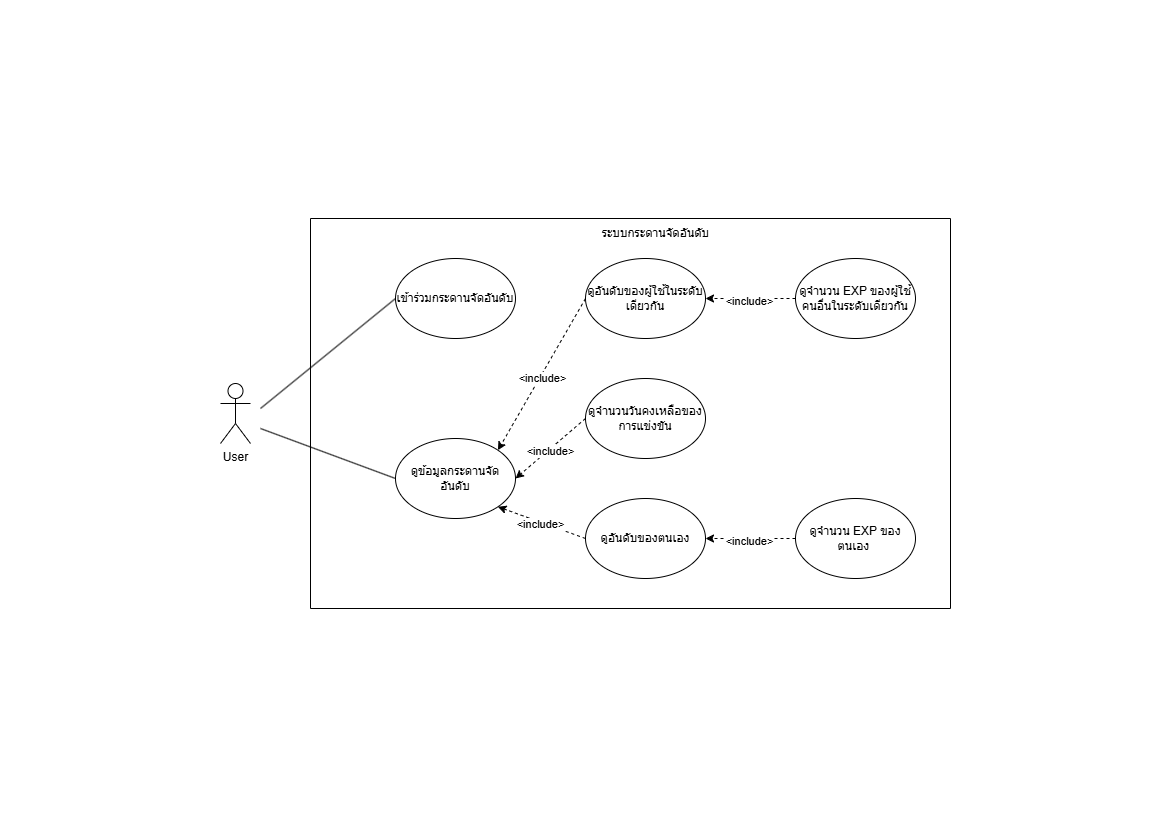 ระบบกระดานจัดอันดับ
เข้าร่วมกระดานจัดอันดับ
ดูอันดับของผู้ใช้ในระดับ
เดียวกัน
<include>
ดูจำนวน EXP ของผู้ใช้
คนอื่นในระดับเดียวกัน
<include>
ดูจำนวนวันคงเหลือของ
การแข่งขัน
<include>
User
ดูข้อมูลกระดานจัด
อันดับ
<include>
ดูอันดับของตนเอง
<include>
ดูจำนวน EXP ของ
ตนเอง